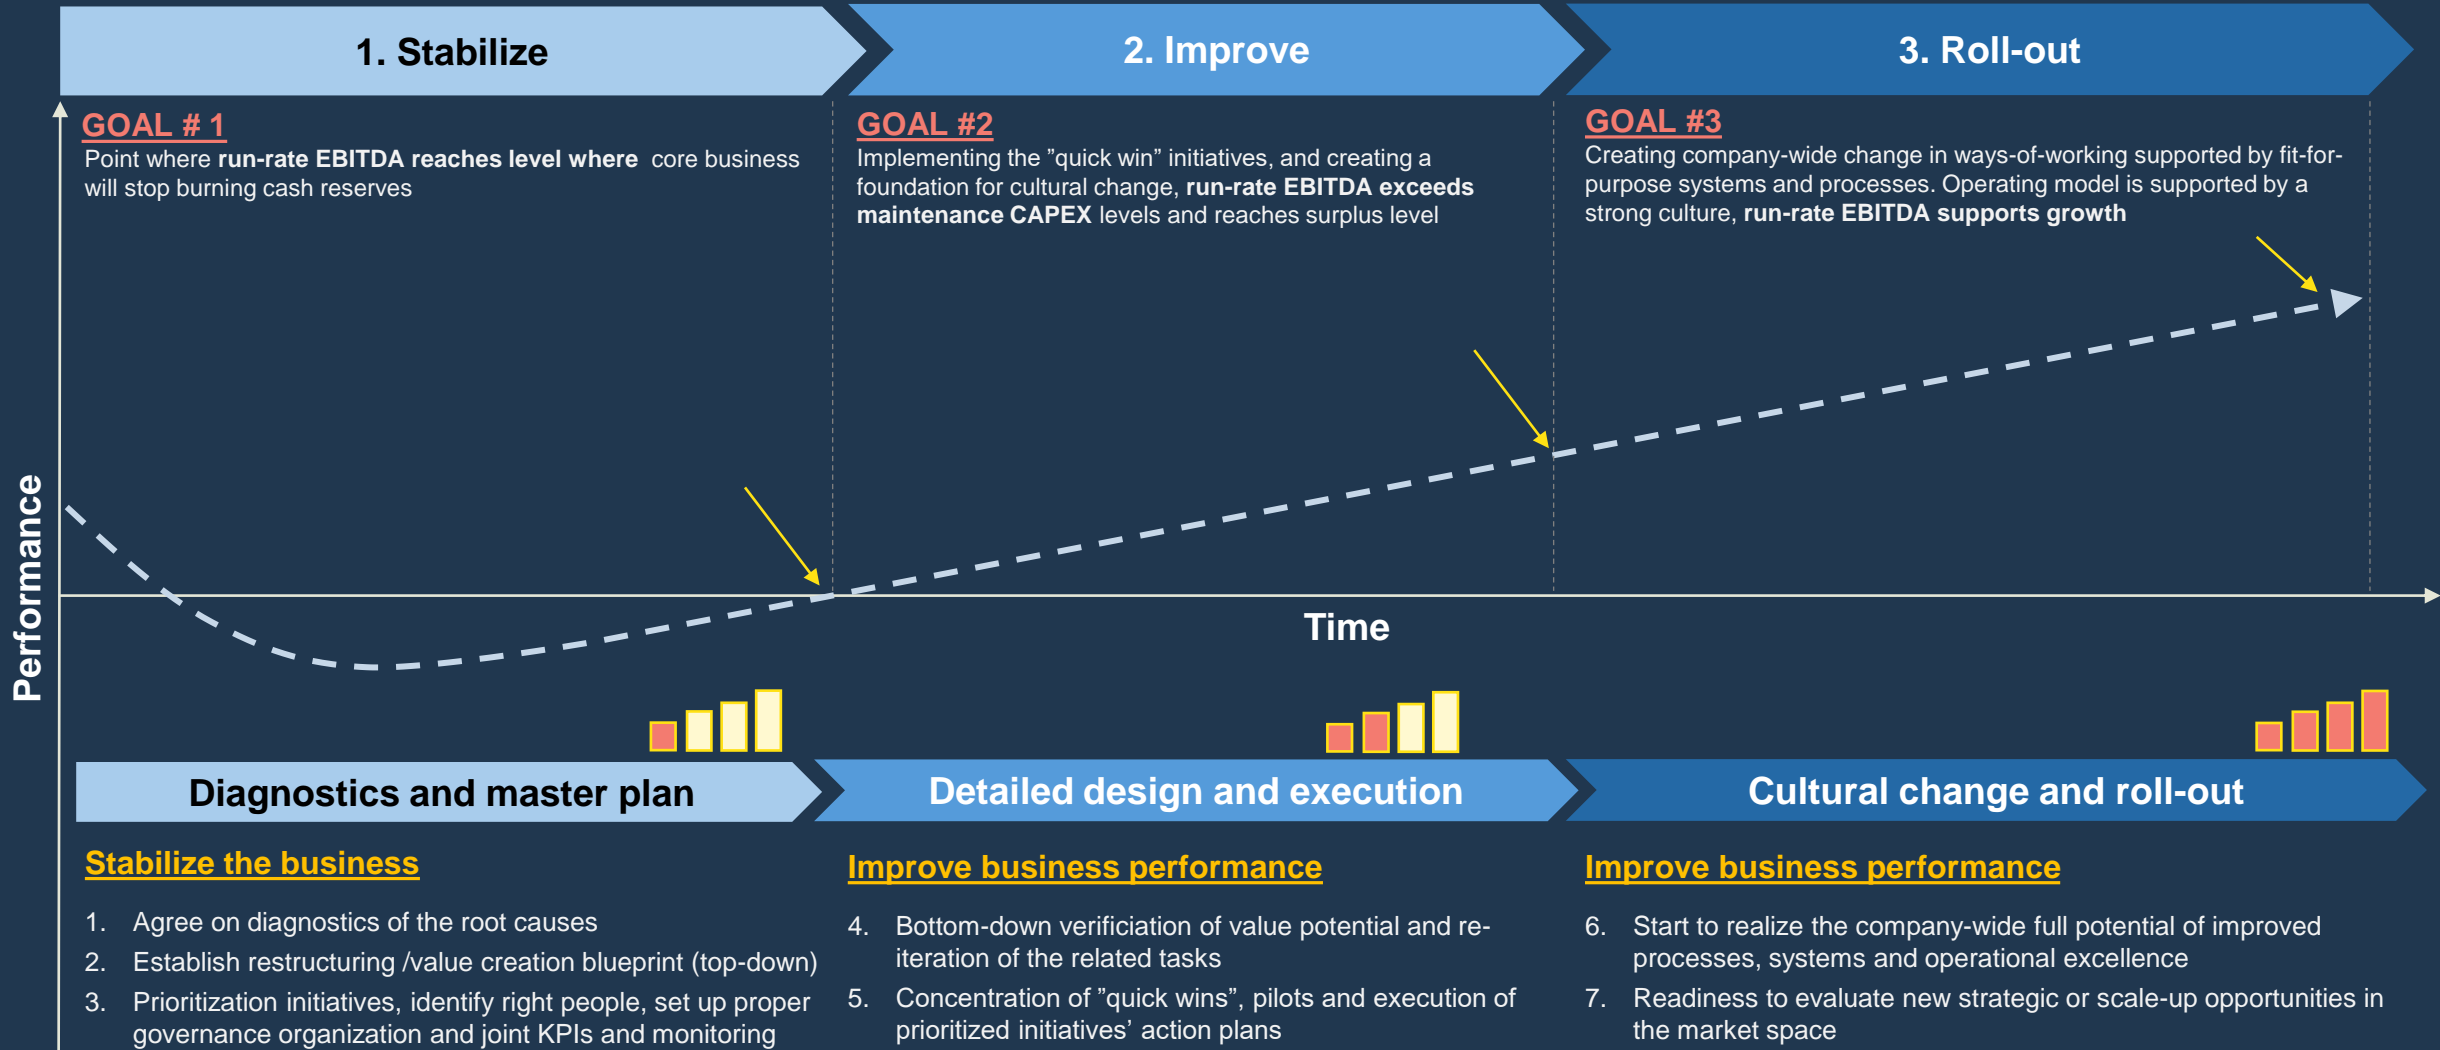 1. Stabilize
2. Improve
3. Roll-out
GOAL # 1
Point where run-rate EBITDA reaches level where core business
will stop burning cash reserves
GOAL #2
Implementing the ”quick win” initiatives, and creating a
foundation for cultural change, run-rate EBITDA exceeds
maintenance CAPEX levels and reaches surplus level
GOAL #3
Creating company-wide change in ways-of-working supported by fit-for-
purpose systems and processes. Operating model is supported by a
strong culture, run-rate EBITDA supports growth
Performance
Time
Diagnostics and master plan
Detailed design and execution
Cultural change and roll-out
Stabilize the business
1. Agree on diagnostics of the root causes
2. Establish restructuring /value creation blueprint (top-down)
3. Prioritization initiatives, identify right people, set up proper
governance organization and joint KPIs and monitoring
Improve business performance
4. Bottom-down verificiation of value potential and re-
iteration of the related tasks
5. Concentration of ”quick wins”, pilots and execution of
prioritized initiatives’ action plans
Improve business performance
6. Start to realize the company-wide full potential of improved
processes, systems and operational excellence
7. Readiness to evaluate new strategic or scale-up opportunities in
the market space